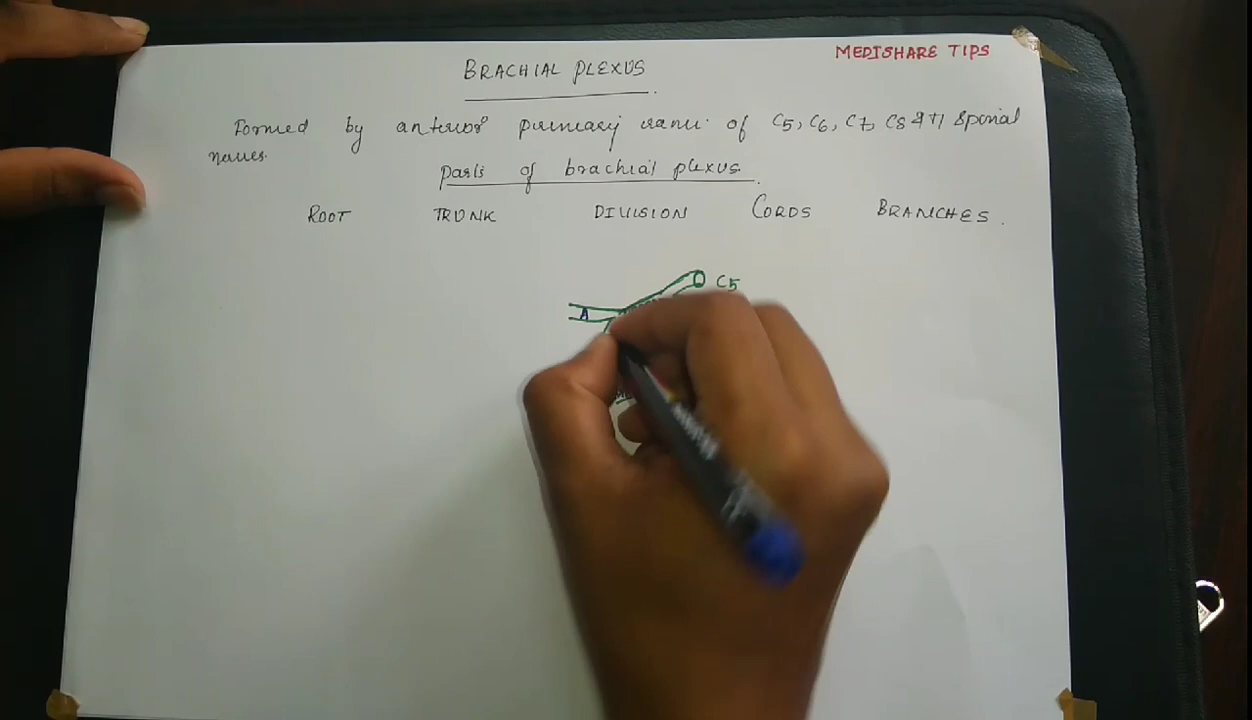 BRACHIAL PLEXUS
MEDISHARE TIPS
Formed by anterior primary rami of C5, C6, C7, C8 & T1 spinal
nerves.
Parts of brachial plexus.
ROOT TRUNK DIVISION CORDS BRANCHES.
C5
A